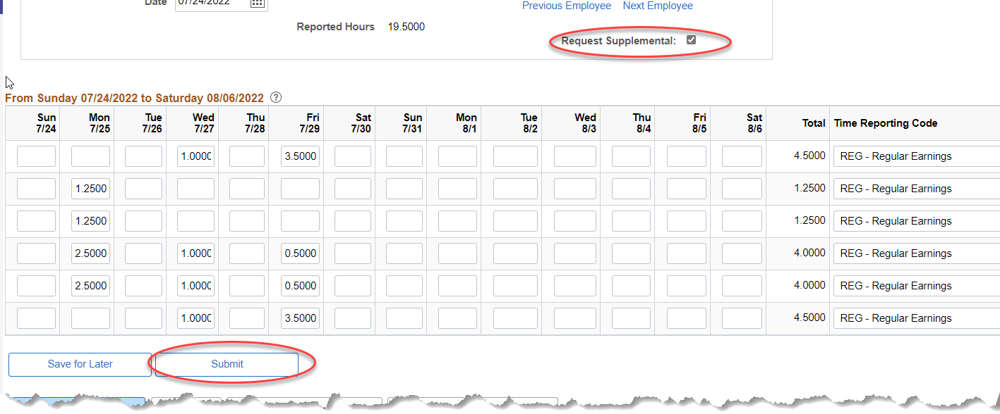 Date 07/24/2022 Previous Employee Next Employee
Reported Hours 19.5000
Request Supplemental:
From Sunday 07/24/2022 to Saturday 08/06/2022 ?
Sun Mon Tue Wed Thu Fri Sat Sun Mon Tue Wed Thu Fri Sat Total Time Reporting Code
7/24 7/25 7/26 7/27 7/28 7/29 7/30 7/31 8/1 8/2 8/3 8/4 8/5 8/6
1.0000 3.5000 4.5000 REG - Regular Earnings
1.2500 1.2500 REG - Regular Earnings
1.2500 1.2500 REG - Regular Earnings
2.5000 1.0000 0.5000 4.0000 REG - Regular Earnings
2.5000 1.0000 0.5000 4.0000 REG - Regular Earnings
1.0000 3.5000 4.5000 REG - Regular Earnings
Save for Later Submit